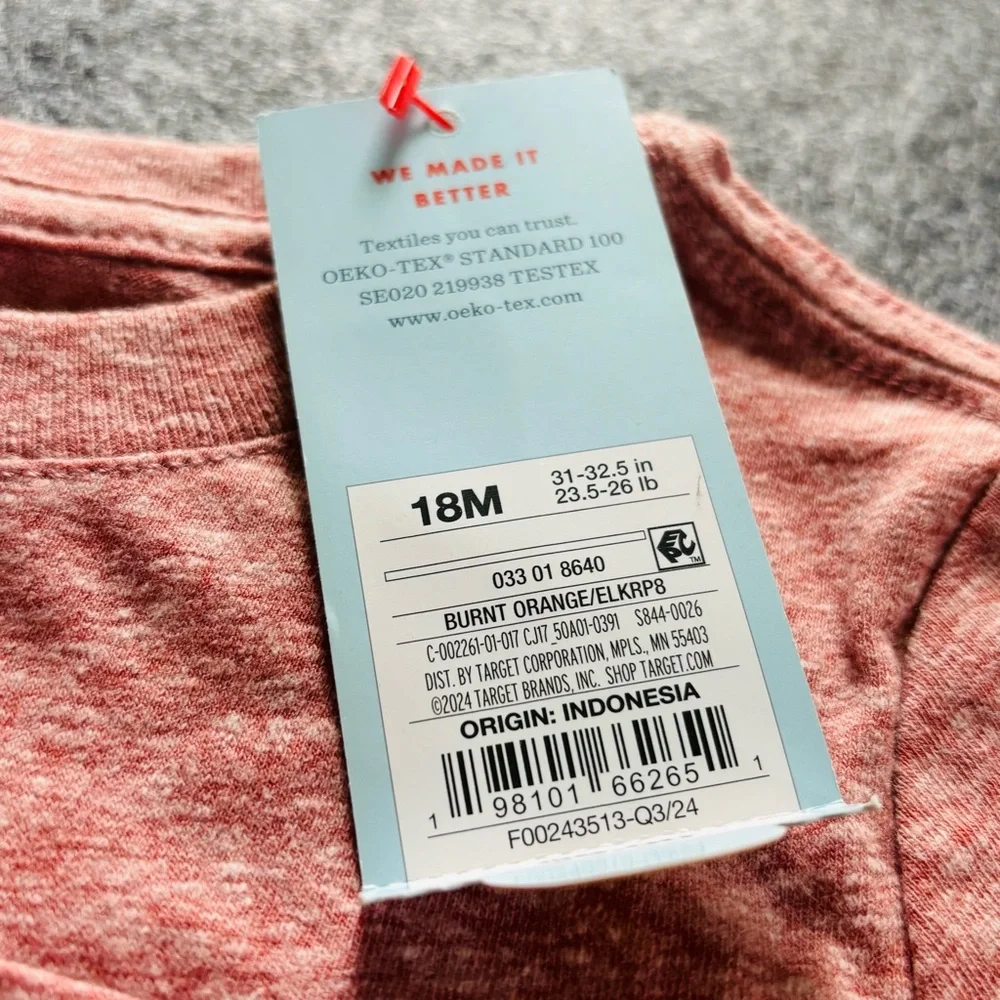 WE MADE IT
BETTER
Textiles you can trust.
OEKO-TEX® STANDARD 100
SE020 219938 TESTEX
www.oeko-tex.com
18M
31-32.5 in
23.5-26 lb
EPC™
033 01 8640
BURNT ORANGE/ELKRP8
C-002261-01-017 CJ17_50A01-0391 S844-0026
DIST. BY TARGET CORPORATION, MPLS., MN 55403
©2024 TARGET BRANDS, INC. SHOP TARGET.COM
ORIGIN: INDONESIA
1 98101 66265 1
F00243513-Q3/24